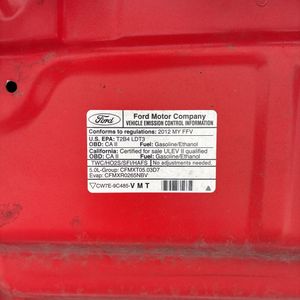 Ford
Ford Motor Company
VEHICLE EMISSION CONTROL INFORMATION
Conforms to regulations: 2012 MY FFV
U.S. EPA: T2B4 LDT3
OBD: CA II Fuel: Gasoline/Ethanol
California: Certified for sale ULEV II qualified
OBD: CA II Fuel: Gasoline/Ethanol
TWC/HO2S/SFI/HAFS No adjustments needed.
5.0L-Group: CFMXT05.03D7
Evap: CFMXR0265NBV
CW7E-9C485-VMT